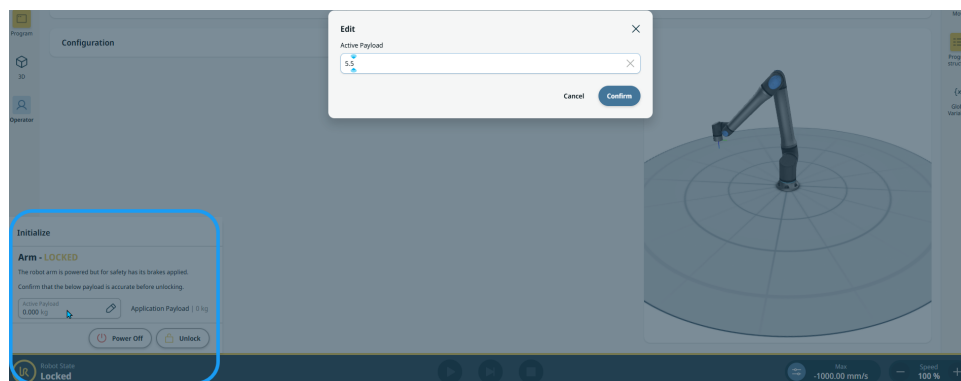 Program
Configuration
3D
Operator
Edit
Active Payload
5.5
Cancel
Confirm
Initialize
Arm - LOCKED
The robot arm is powered but for safety has its brakes applied.
Confirm that the below payload is accurate before unlocking.
Active Payload
0.000 kg
Application Payload | 0 kg
Power Off
Unlock
Robot State
Locked
Max
-1000.00 mm/s
Speed
100 %